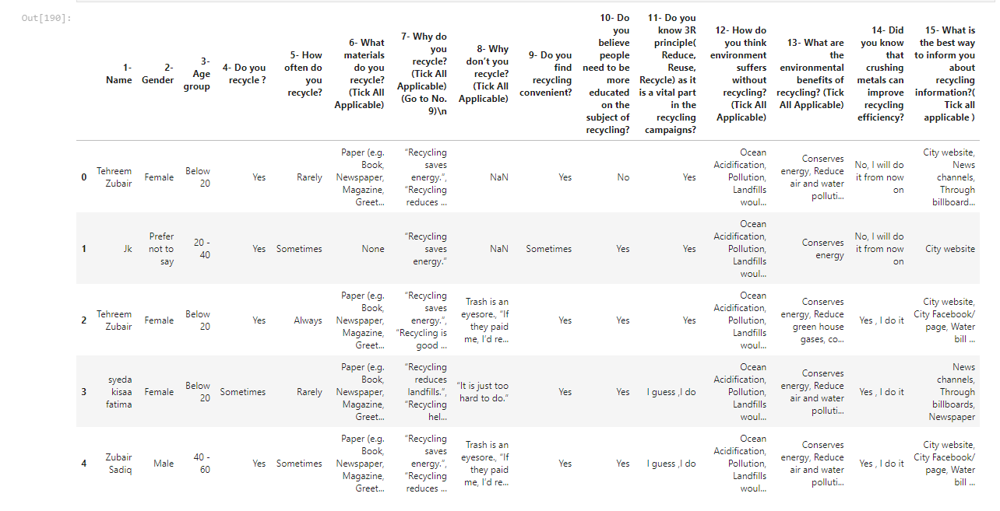 Out[190]:
1-
Name
2-
Gender
3-
Age
group
4- Do you
recycle ?
5- How
often do
you
recycle?
6- What
materials
do you
recycle?
(Tick All
Applicable)
7- Why do
you
recycle?
(Tick All
Applicable)
(Go to No.
9)\n
8- Why
don’t you
recycle?
(Tick All
Applicable)
9- Do you
find
recycling
convenient?
10- Do
you
believe
people
need to be
more
educated
on the
subject of
recycling?
11- Do you
know 3R
principle(
Reduce,
Reuse,
Recycle) as it
is a vital part
in the
recycling
campaigns?
12- How do
you think
environment
suffers
without
recycling?
(Tick All
Applicable)
13- What are
the
environmental
benefits of
recycling? (Tick
All Applicable)
14- Did
you know
that
crushing
metals can
improve
recycling
efficiency?
15- What is
the best way
to inform you
about
recycling
information?(
Tick all
applicable )
0
Tehreem
Zubair
Female
Below
20
Yes
Rarely
Paper (e.g.
Book,
Newspaper,
Magazine,
Greet...
“Recycling
saves
energy.”,
“Recycling
reduces ...
NaN
Yes
No
Yes
Ocean
Acidification,
Pollution,
Landfills
woul...
Conserves
energy, Reduce
air and water
polluti...
No, I will do
it from now
on
City website,
News
channels,
Through
billboard...
1
Jk
Prefer
not to
say
20 -
40
Yes
Sometimes
None
“Recycling
saves
energy.”
NaN
Sometimes
Yes
Yes
Ocean
Acidification,
Pollution,
Landfills
woul...
Conserves
energy
No, I will do
it from now
on
City website
2
Tehreem
Zubair
Female
Below
20
Yes
Always
Paper (e.g.
Book,
Newspaper,
Magazine,
Greet...
“Recycling
saves
energy.”,
“Recycling is
good ...
Trash is an
eyesore., “If
they paid
me, I’d re...
Yes
Yes
Yes
Ocean
Acidification,
Pollution,
Landfills
woul...
Conserves
energy, Reduce
green house
gases, co...
Yes , I do it
City website,
City Facebook/
page, Water
bill ...
3
syeda
kisaa
fatima
Female
Below
20
Sometimes
Rarely
Paper (e.g.
Book,
Newspaper,
Magazine,
Greet...
“Recycling
reduces
landfills.”,
“Recycling
hel...
“It is just too
hard to do.”
Yes
Yes
I guess ,I do
Ocean
Acidification,
Pollution,
Landfills
woul...
Conserves
energy, Reduce
air and water
polluti...
Yes , I do it
News
channels,
Through
billboards,
Newspaper
4
Zubair
Sadiq
Male
40 -
60
Yes
Sometimes
Paper (e.g.
Book,
Newspaper,
Magazine,
Greet...
“Recycling
saves
energy.”,
“Recycling
reduces ...
Trash is an
eyesore., “If
they paid
me, I’d re...
Yes
Yes
I guess ,I do
Ocean
Acidification,
Pollution,
Landfills
woul...
Conserves
energy, Reduce
air and water
polluti...
Yes , I do it
City website,
City Facebook/
page, Water
bill ...